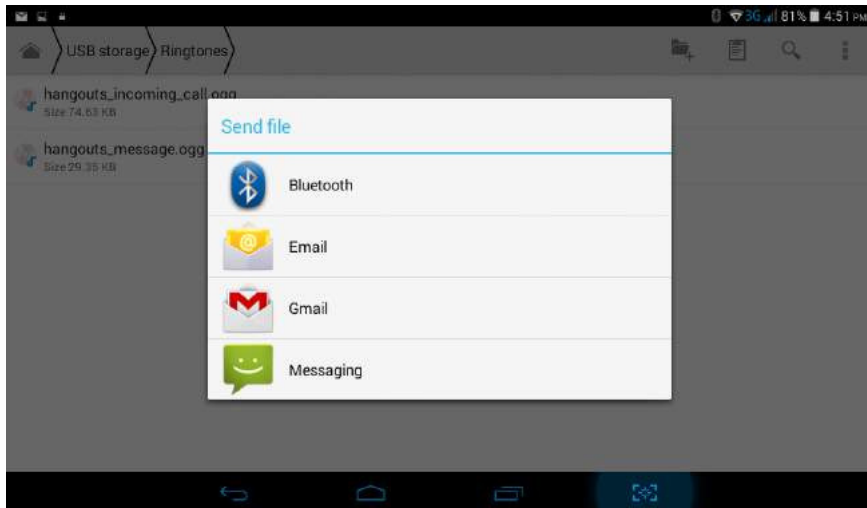 3G 81% 4:51 PM
USB storage Ringtones
hangouts_incoming_call.ogg
Size 74.63 KB
hangouts_message.ogg
Size 29.35 KB
Send file
Bluetooth
Email
Gmail
Messaging